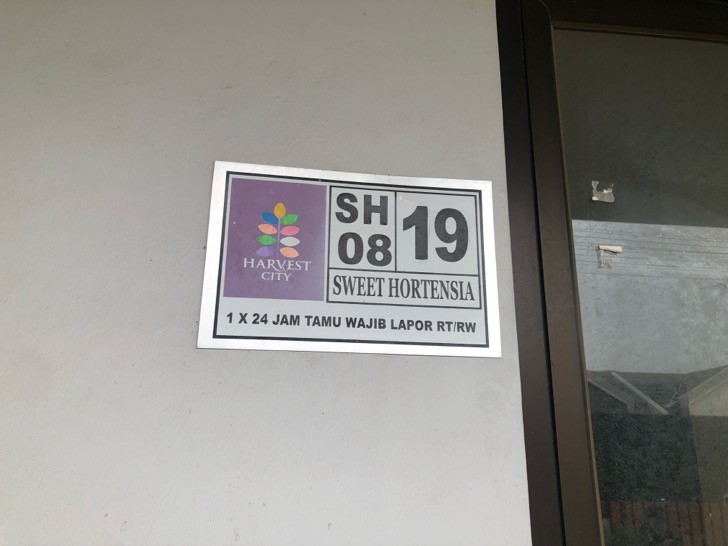 HARVEST
CITY
SH
08
19
SWEET HORTENSIA
1 X 24 JAM TAMU WAJIB LAPOR RT/RW